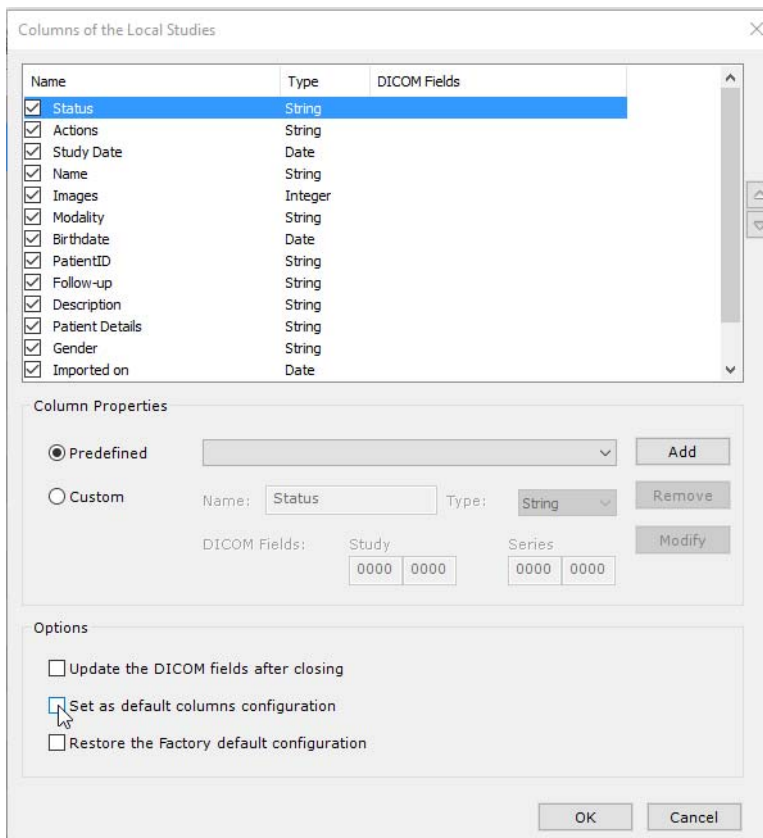 Columns of the Local Studies
Name Type DICOM Fields
Status String
Actions String
Study Date Date
Name String
Images Integer
Modality String
Birthdate Date
PatientID String
Follow-up String
Description String
Patient Details String
Gender String
Imported on Date
Column Properties
Predefined Add
Custom Name: Status Type: String Remove
DICOM Fields: Study Series Modify
0000 0000 0000 0000
Options
Update the DICOM fields after closing
Set as default columns configuration
Restore the Factory default configuration
OK Cancel